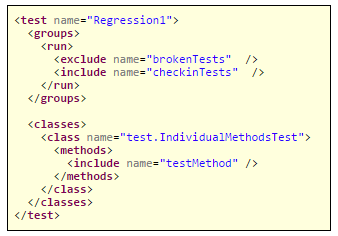 <test name="Regression1">
  <groups>
    <run>
      <exclude name="brokenTests"  />
      <include name="checkinTests"  />
    </run>
  </groups>

  <classes>
    <class name="test.IndividualMethodsTest">
      <methods>
        <include name="testMethod" />
      </methods>
    </class>
  </classes>
</test>